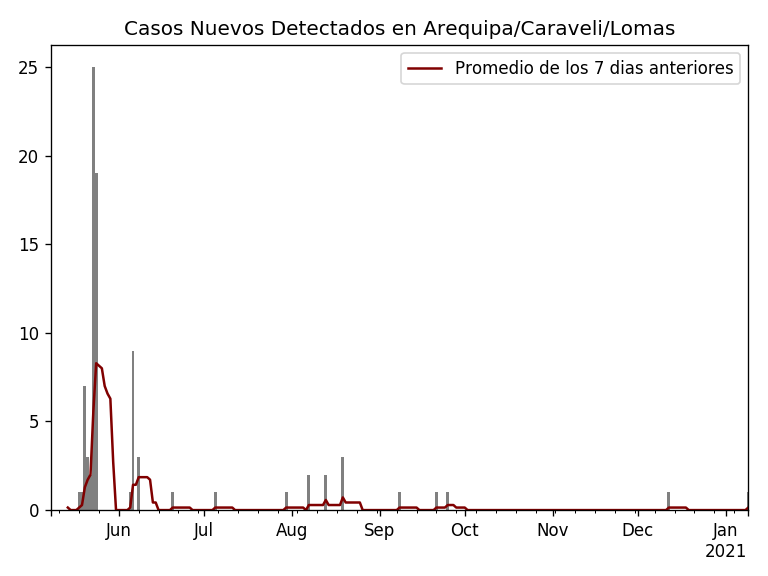 Casos Nuevos Detectados en Arequipa/Caraveli/Lomas
Promedio de los 7 dias anteriores
25
20
15
10
5
0
Jun Jul Aug Sep Oct Nov Dec Jan
2021